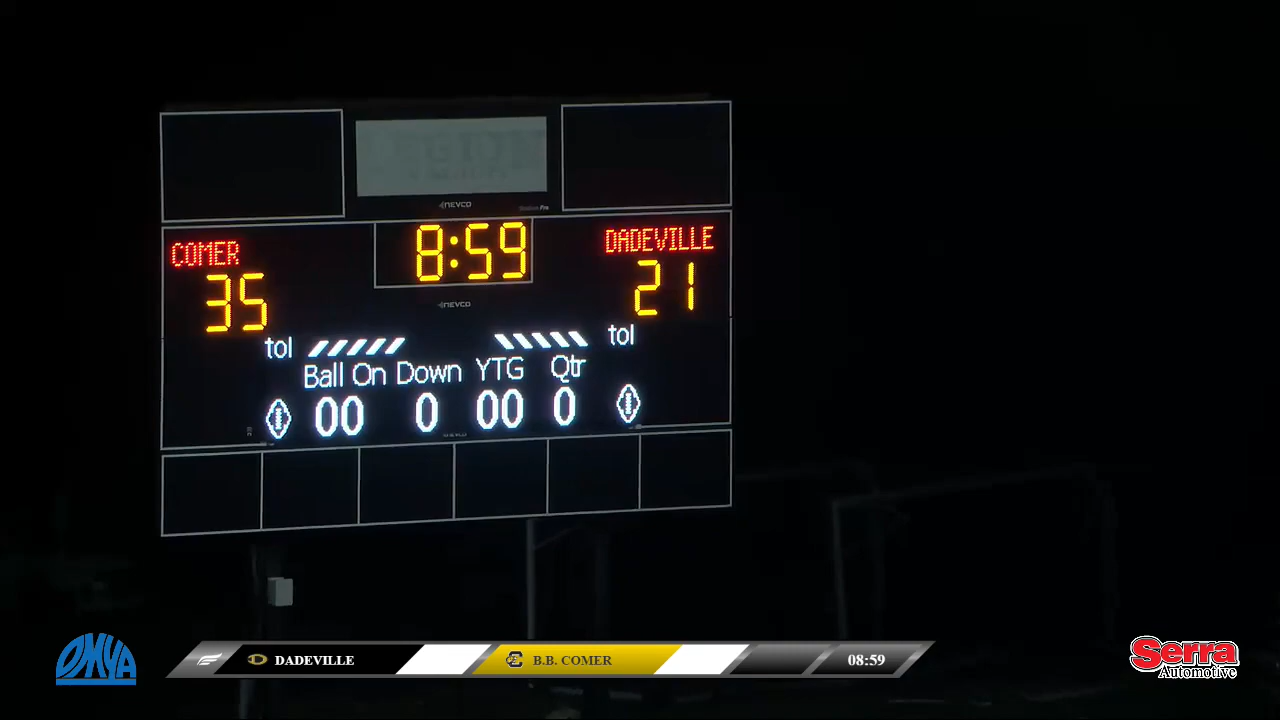 NEVCO
COMER 8:59 DADEVILLE
35 21
NEVCO
tol tol
Ball On Down YTG Qtr
00 0 00 0
OMYA
DADEVILLE B.B. COMER 08:59
Serra
Automotive